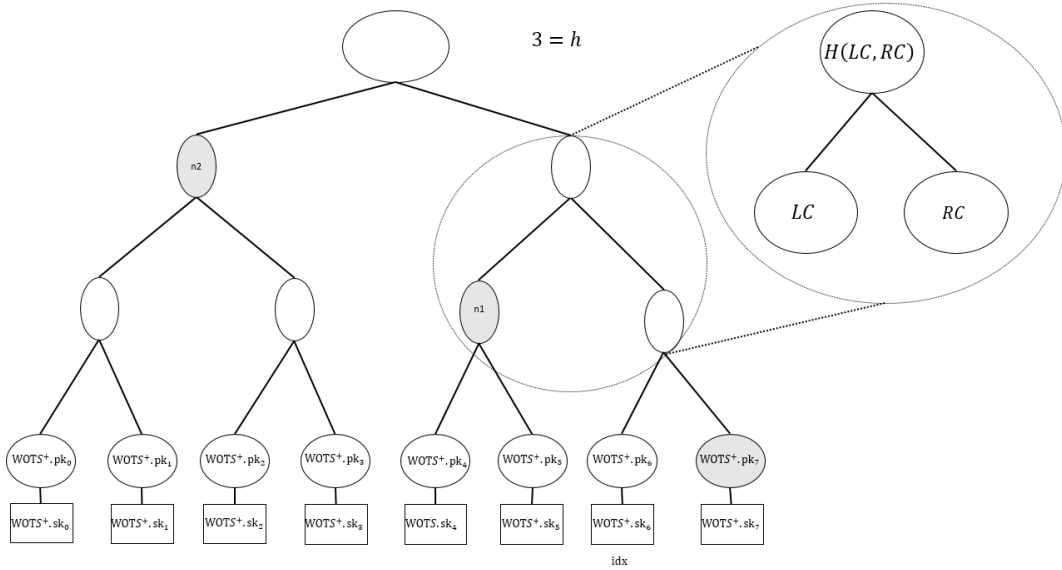 3 = h
H(LC, RC)
n2
LC
RC
n1
WOTS⁺.pk₀
WOTS⁺.pk₁
WOTS⁺.pk₂
WOTS⁺.pk₃
WOTS⁺.pk₄
WOTS⁺.pk₅
WOTS⁺.pk₆
WOTS⁺.pk₇
WOTS⁺.sk₀
WOTS⁺.sk₁
WOTS⁺.sk₂
WOTS⁺.sk₃
WOTS.sk₄
WOTS⁺.sk₅
WOTS⁺.sk₆
WOTS⁺.sk₇
idx